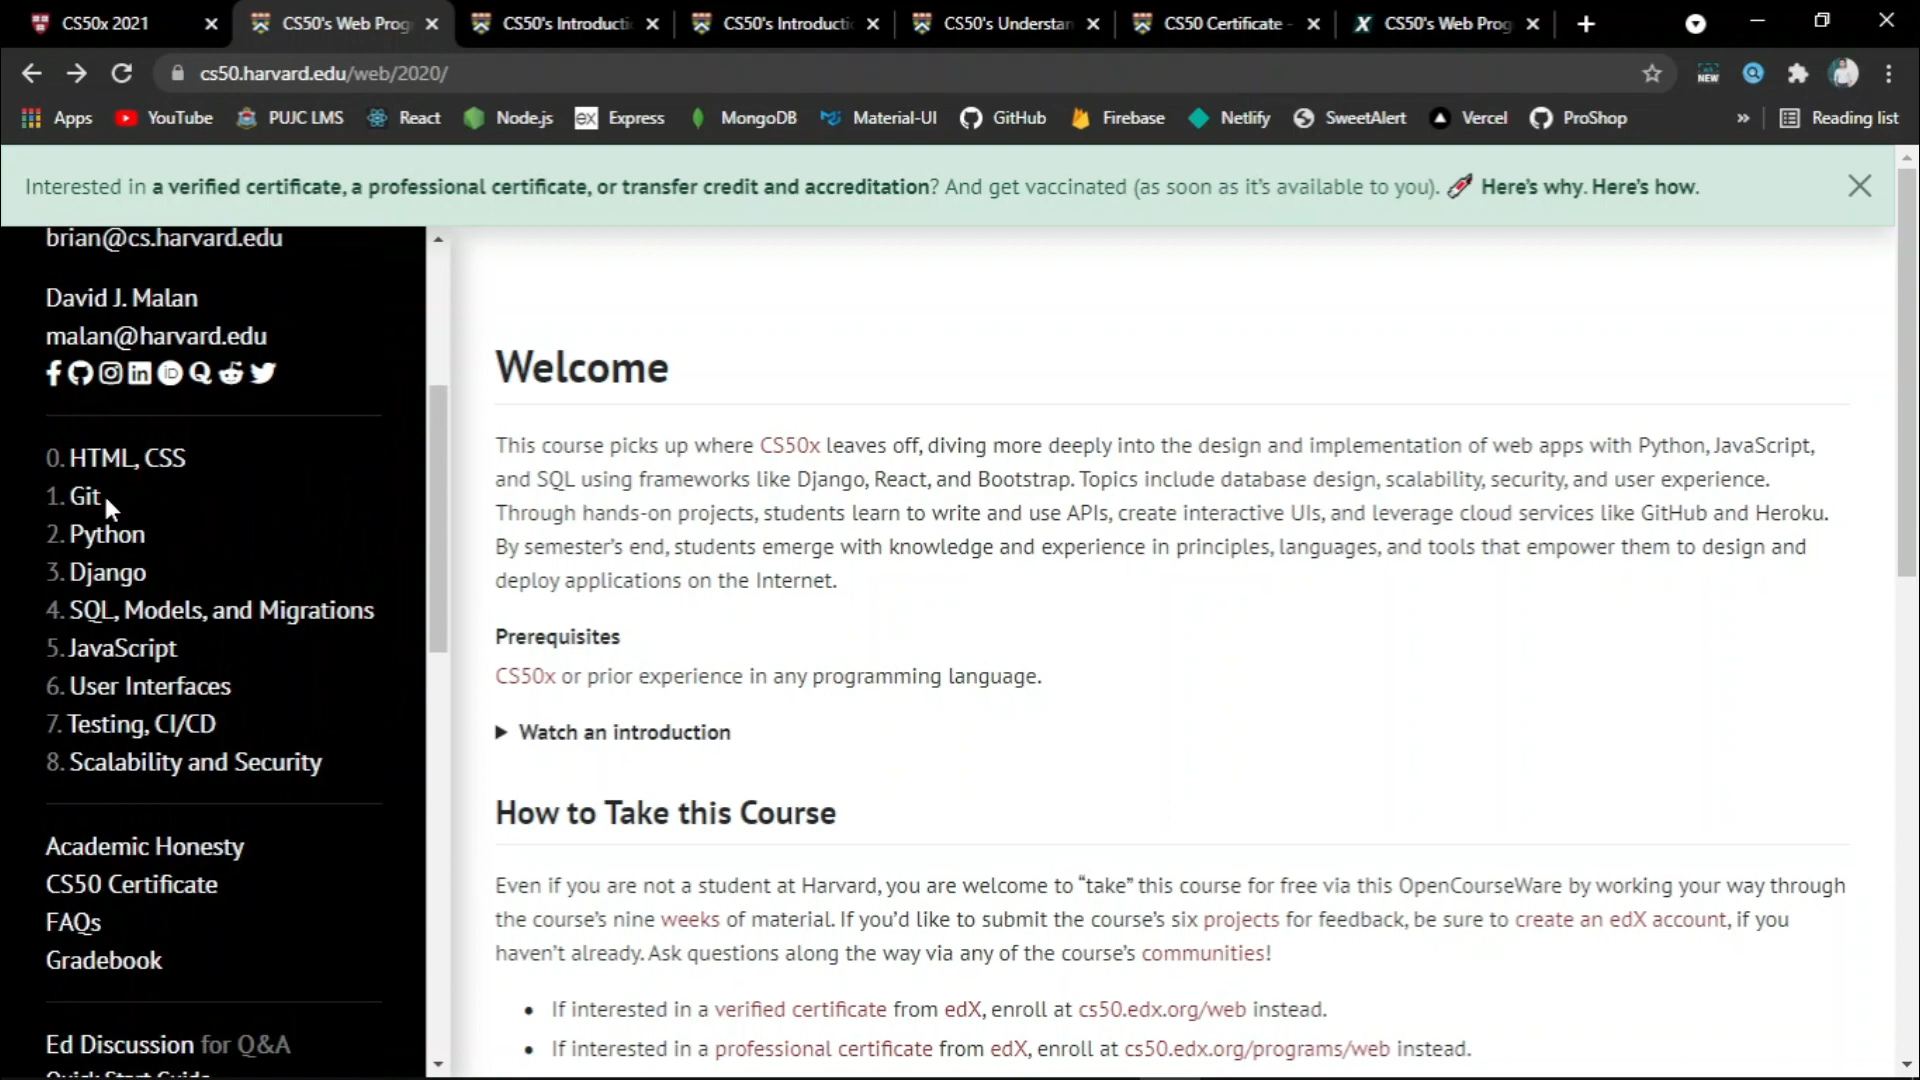 CS50x 2021
CS50's Web Prog
CS50's Introducti
CS50's Introductio
CS50's Understan
CS50 Certificate -
CS50's Web Prog
cs50.harvard.edu/web/2020/
NEW
Apps
YouTube
PUJC LMS
React
Node.js
ex Express
MongoDB
Material-UI
GitHub
Firebase
Netlify
SweetAlert
Vercel
ProShop
»
Reading list
Interested in a verified certificate, a professional certificate, or transfer credit and accreditation? And get vaccinated (as soon as it's available to you). Here's why. Here's how.
brian@cs.harvard.edu
David J. Malan
malan@harvard.edu
0. HTML, CSS
1. Git
2. Python
3. Django
4. SQL, Models, and Migrations
5. JavaScript
6. User Interfaces
7. Testing, CI/CD
8. Scalability and Security
Academic Honesty
CS50 Certificate
FAQs
Gradebook
Ed Discussion for Q&A
Quick Start Guide
Welcome
This course picks up where CS50x leaves off, diving more deeply into the design and implementation of web apps with Python, JavaScript,
and SQL using frameworks like Django, React, and Bootstrap. Topics include database design, scalability, security, and user experience.
Through hands-on projects, students learn to write and use APIs, create interactive UIs, and leverage cloud services like GitHub and Heroku.
By semester's end, students emerge with knowledge and experience in principles, languages, and tools that empower them to design and
deploy applications on the Internet.
Prerequisites
CS50x or prior experience in any programming language.
Watch an introduction
How to Take this Course
Even if you are not a student at Harvard, you are welcome to “take” this course for free via this OpenCourseWare by working your way through
the course's nine weeks of material. If you'd like to submit the course's six projects for feedback, be sure to create an edX account, if you
haven't already. Ask questions along the way via any of the course's communities!
• If interested in a verified certificate from edX, enroll at cs50.edx.org/web instead.
• If interested in a professional certificate from edX, enroll at cs50.edx.org/programs/web instead.